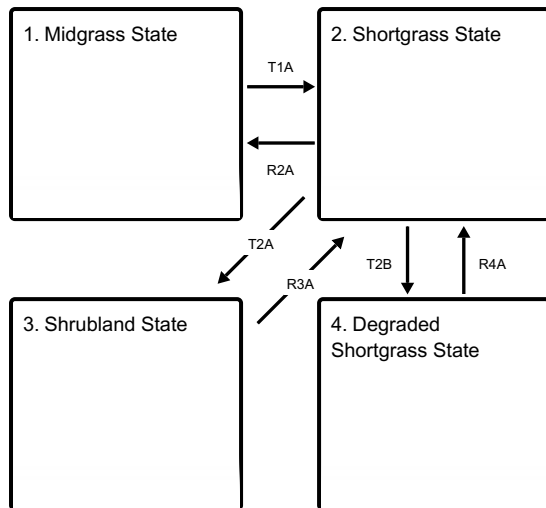 1. Midgrass State
2. Shortgrass State
T1A
R2A
T2A
R3A
T2B
R4A
3. Shrubland State
4. Degraded
Shortgrass State